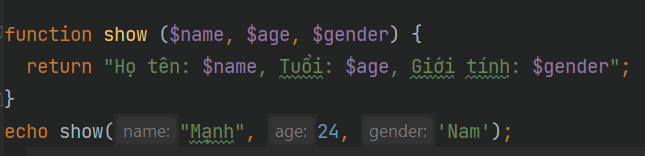 function show ($name, $age, $gender) {
return "Họ tên: $name, Tuổi: $age, Giới tính: $gender";
}
echo show( name: "Mạnh", age: 24, gender: 'Nam');